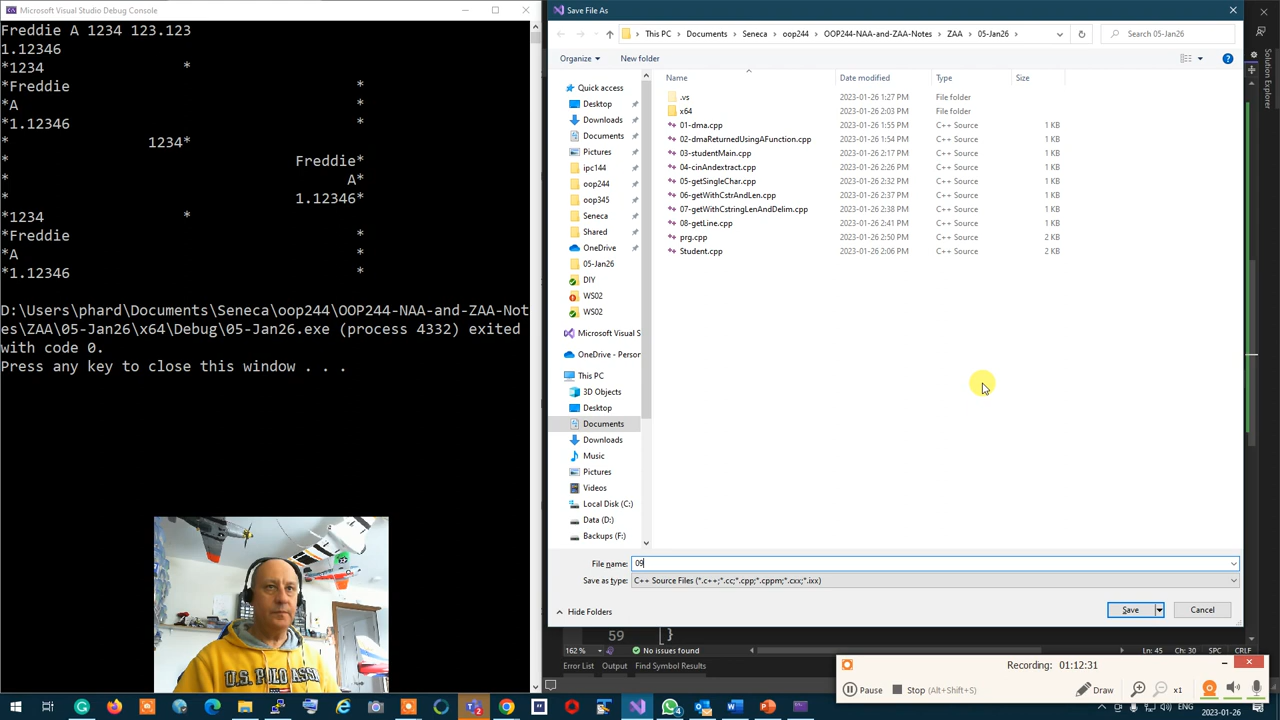 Microsoft Visual Studio Debug Console
Freddie A 1234 123.123
1.12346
*1234 *
*Freddie *
*A *
*1.12346 *
1234*
* Freddie*
* A*
1.12346*
*1234 *
*Freddie *
*A *
*1.12346 *
D:\Users\phard\Documents\Seneca\oop244\OOP244-NAA-and-ZAA-Not
es\ZAA\05-Jan26\x64\Debug\05-Jan26.exe (process 4332) exited
with code 0.
Press any key to close this window . . .
Save File As
This PC > Documents > Seneca > oop244 > OOP244-NAA-and-ZAA-Notes > ZAA > 05-Jan26 >
Search 05-Jan26
Organize
New folder
Quick access
Desktop
Downloads
Documents
Pictures
ipc144
oop244
oop345
Seneca
Shared
OneDrive
05-Jan26
DIY
WS02
WS02
Microsoft Visual S
OneDrive - Person
This PC
3D Objects
Desktop
Documents
Downloads
Music
Pictures
Videos
Local Disk (C:)
Data (D:)
Backups (F:)
Name Date modified Type Size
.vs 2023-01-26 1:27 PM File folder
x64 2023-01-26 2:03 PM File folder
01-dma.cpp 2023-01-26 1:55 PM C++ Source 1 KB
02-dmaReturnedUsingAFunction.cpp 2023-01-26 1:54 PM C++ Source 1 KB
03-studentMain.cpp 2023-01-26 2:17 PM C++ Source 1 KB
04-cinAndextract.cpp 2023-01-26 2:26 PM C++ Source 1 KB
05-getSingleChar.cpp 2023-01-26 2:32 PM C++ Source 1 KB
06-getWithCstrAndLen.cpp 2023-01-26 2:37 PM C++ Source 1 KB
07-getWithCstringLenAndDelim.cpp 2023-01-26 2:38 PM C++ Source 1 KB
08-getLine.cpp 2023-01-26 2:41 PM C++ Source 1 KB
prg.cpp 2023-01-26 2:50 PM C++ Source 2 KB
Student.cpp 2023-01-26 2:06 PM C++ Source 2 KB
File name: 09
Save as type: C++ Source Files (*.c++;*.cc;*.cpp;*.cppm;*.cxx;*.ixx)
Hide Folders
Save
Cancel
ution Explorer
59 }
162 %
No issues found
Ln: 45 Ch: 30 SPC CRLF
Error List Output Find Symbol Results
Recording: 01:12:31
Pause
Stop (Alt+Shift+S)
Draw
x1
U.S. POLO ASSN
ENG
2023-01-26